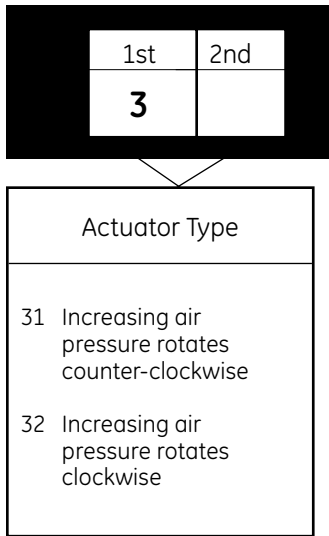 1st 2nd
3
Actuator Type
31 Increasing air
pressure rotates
counter-clockwise
32 Increasing air
pressure rotates
clockwise